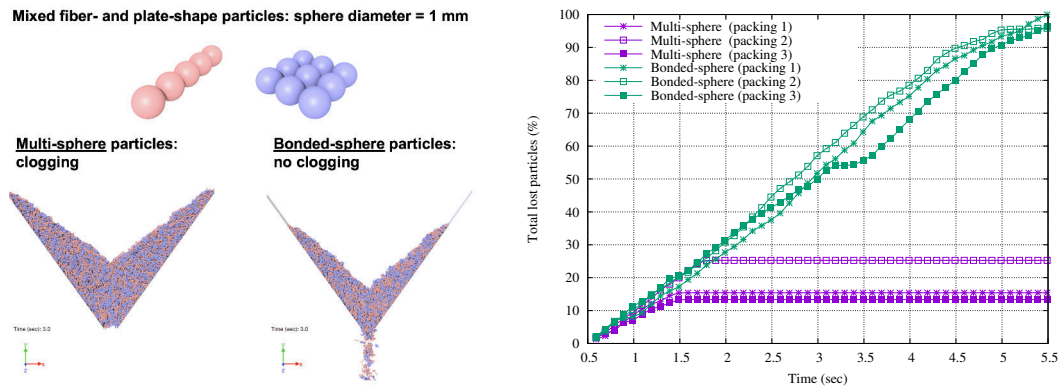 Mixed fiber- and plate-shape particles: sphere diameter = 1 mm
Multi-sphere particles:
clogging
Bonded-sphere particles:
no clogging
Time (sec): 3.0
Y
X
Z
Time (sec): 3.0
Y
X
Z
Total lost particles (%)
100
90
80
70
60
50
40
30
20
10
0
Multi-sphere (packing 1)
Multi-sphere (packing 2)
Multi-sphere (packing 3)
Bonded-sphere (packing 1)
Bonded-sphere (packing 2)
Bonded-sphere (packing 3)
0.5 1 1.5 2 2.5 3 3.5 4 4.5 5 5.5
Time (sec)